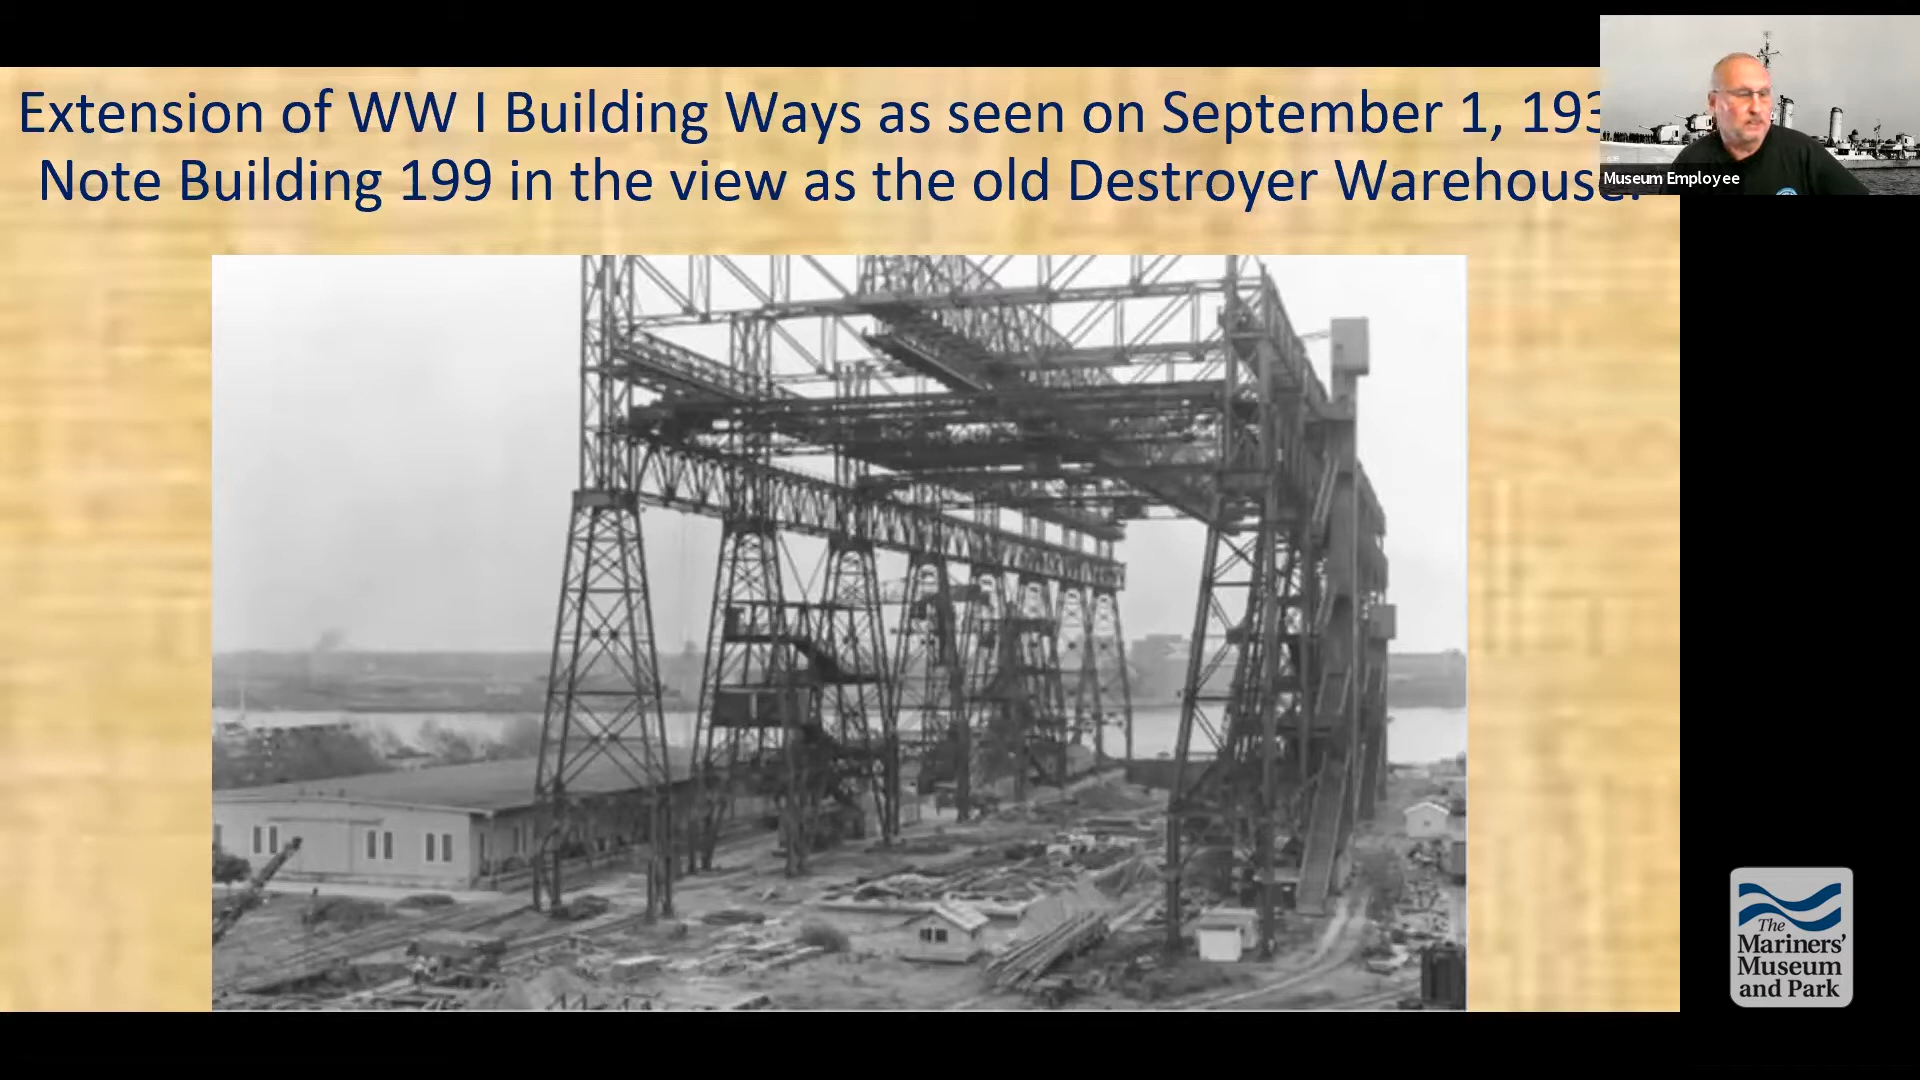 Extension of WW I Building Ways as seen on September 1, 193
Note Building 199 in the view as the old Destroyer Warehouse.
Museum Employee
The
Mariners'
Museum
and Park